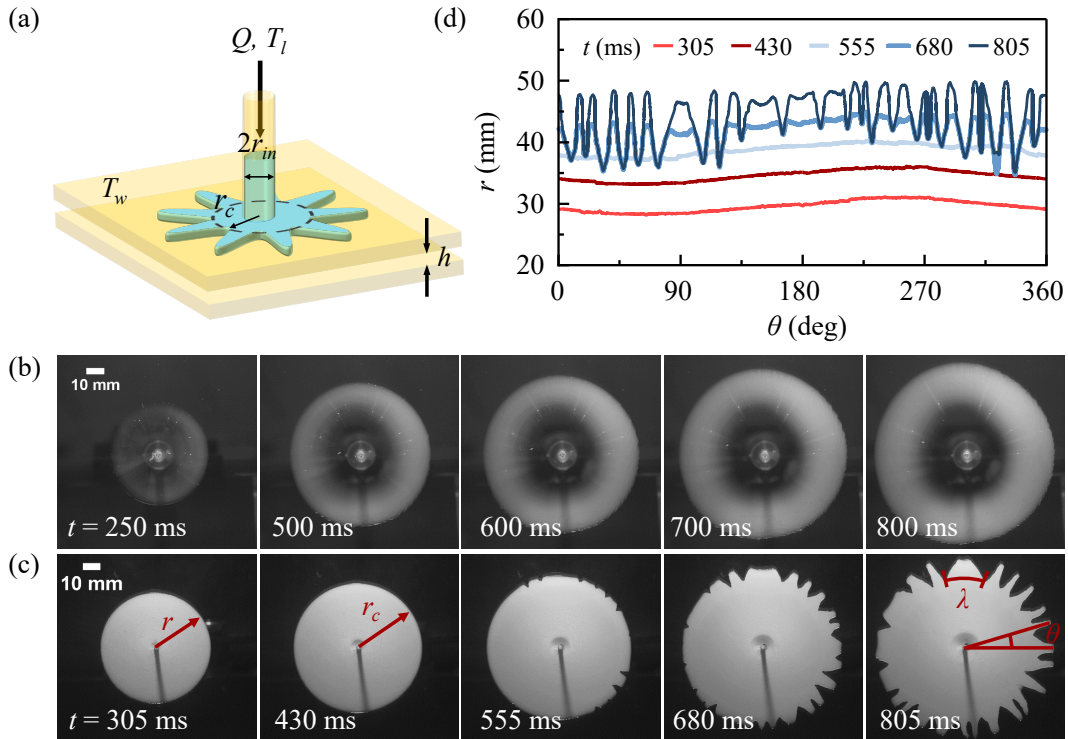 (a)
Q, T_l
2r_in
T_w
r_c
h
(d)
t (ms) 305 430 555 680 805
60
50
40
30
20
r (mm)
0 90 180 270 360
θ (deg)
(b)
10 mm
t = 250 ms 500 ms 600 ms 700 ms 800 ms
(c)
10 mm
r
r_c
λ
θ
t = 305 ms 430 ms 555 ms 680 ms 805 ms